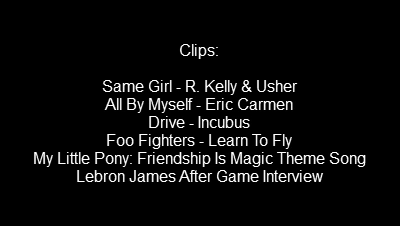 Clips:
Same Girl - R. Kelly & Usher
All By Myself - Eric Carmen
Drive - Incubus
Foo Fighters - Learn To Fly
My Little Pony: Friendship Is Magic Theme Song
Lebron James After Game Interview